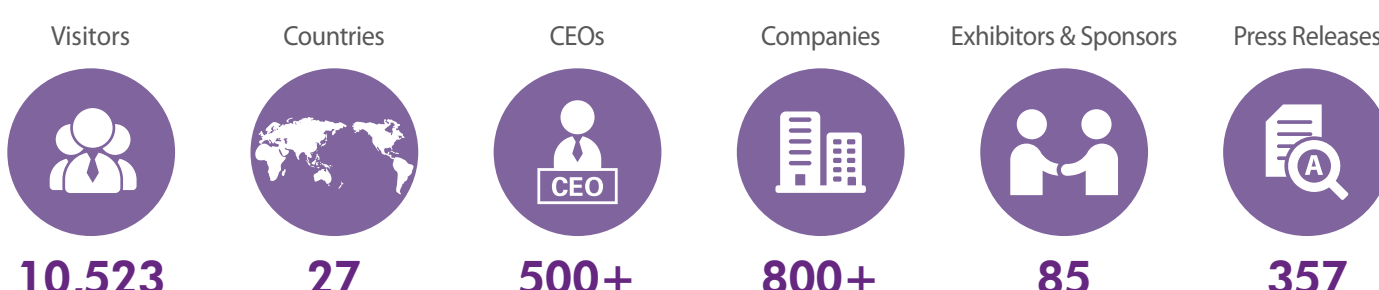 Visitors Countries CEOs Companies Exhibitors & Sponsors Press Releases
CEO A
10,523 27 500+ 800+ 85 357